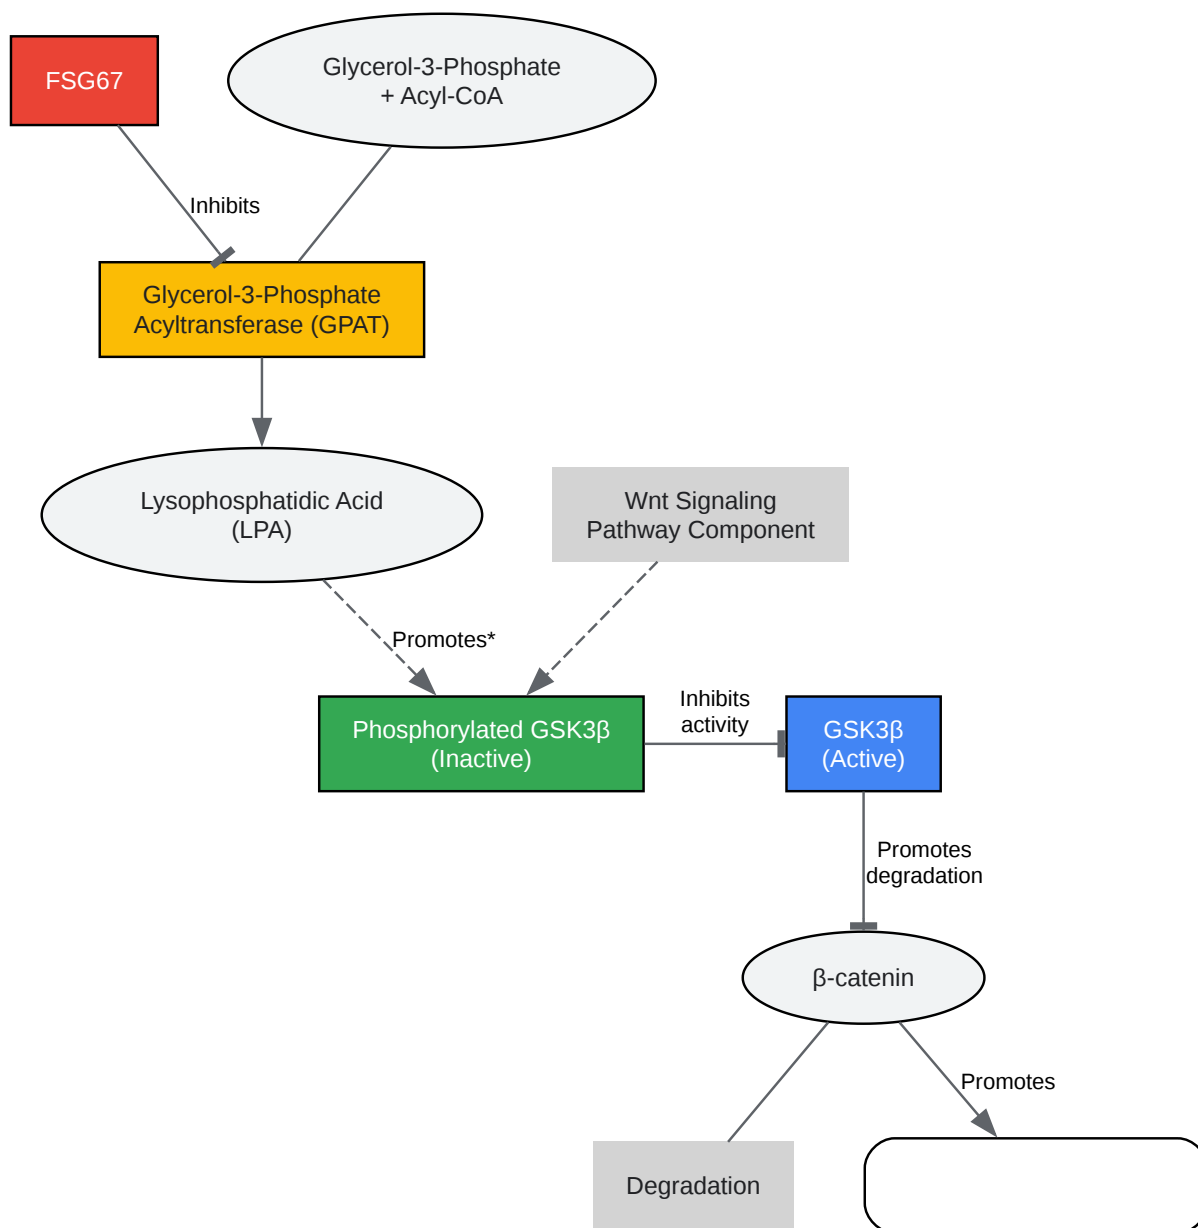 FSG67
Glycerol-3-Phosphate
+ Acyl-CoA
Inhibits
Glycerol-3-Phosphate
Acyltransferase (GPAT)
Lysophosphatidic Acid
(LPA)
Wnt Signaling
Pathway Component
Promotes*
Phosphorylated GSK3β
(Inactive)
Inhibits
activity
GSK3β
(Active)
Promotes
degradation
β-catenin
Promotes
Degradation